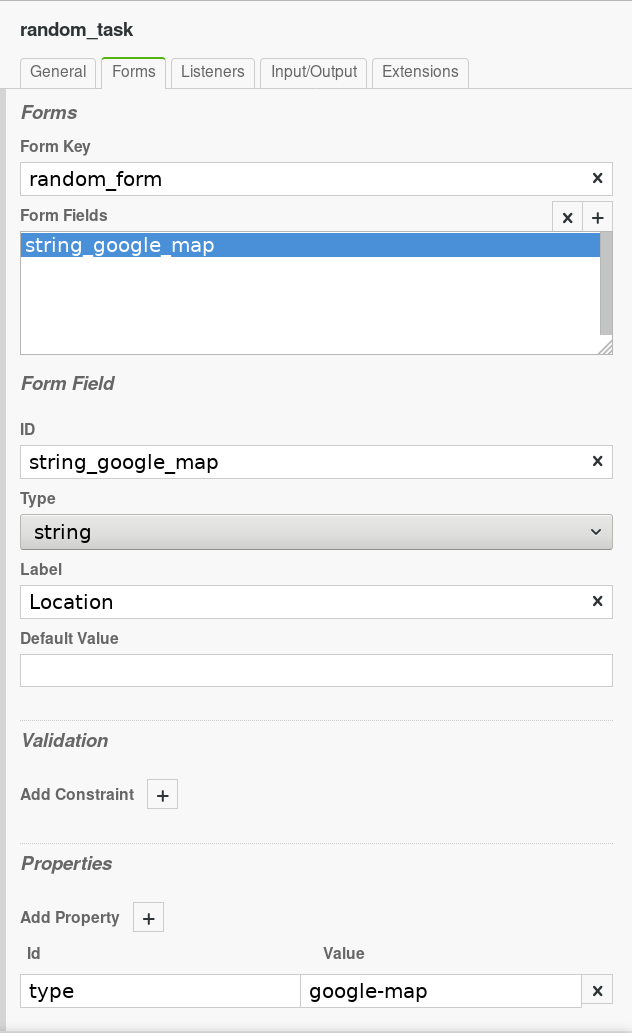 random_task
General Forms Listeners Input/Output Extensions
Forms
Form Key
random_form ×
Form Fields × +
string_google_map
Form Field
ID
string_google_map ×
Type
string
Label
Location ×
Default Value
Validation
Add Constraint +
Properties
Add Property +
Id Value
type google-map ×